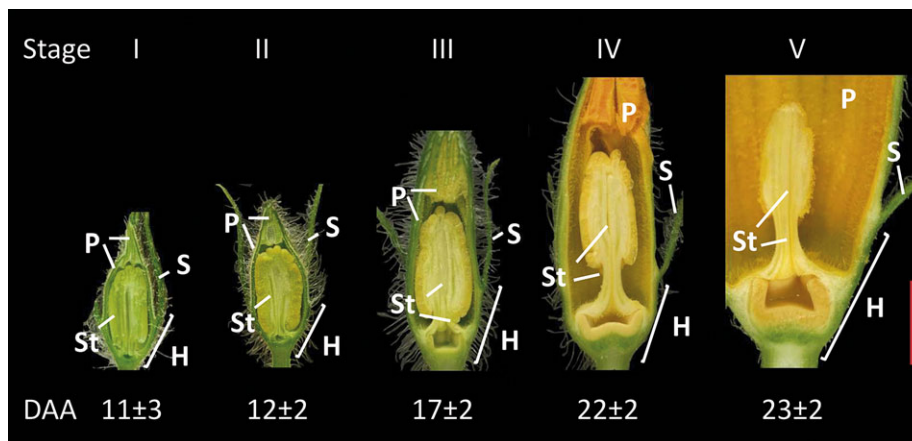 Stage I II III IV V
P S St H
P S St H
P S St H
P S St H
P S St H
DAA 11±3 12±2 17±2 22±2 23±2